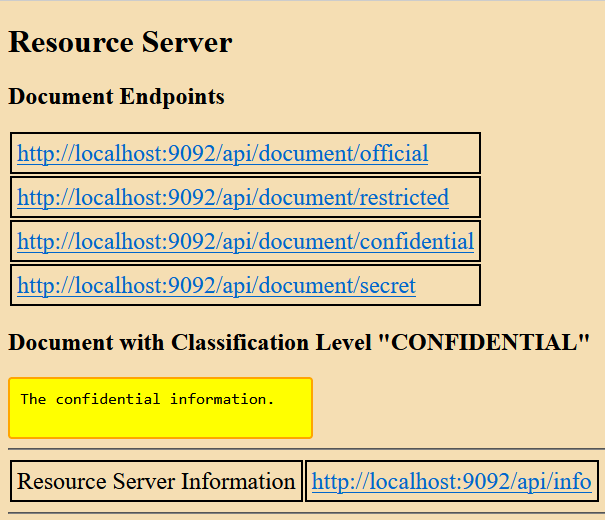 Resource Server
Document Endpoints
http://localhost:9092/api/document/official
http://localhost:9092/api/document/restricted
http://localhost:9092/api/document/confidential
http://localhost:9092/api/document/secret
Document with Classification Level "CONFIDENTIAL"
The confidential information.
Resource Server Information http://localhost:9092/api/info